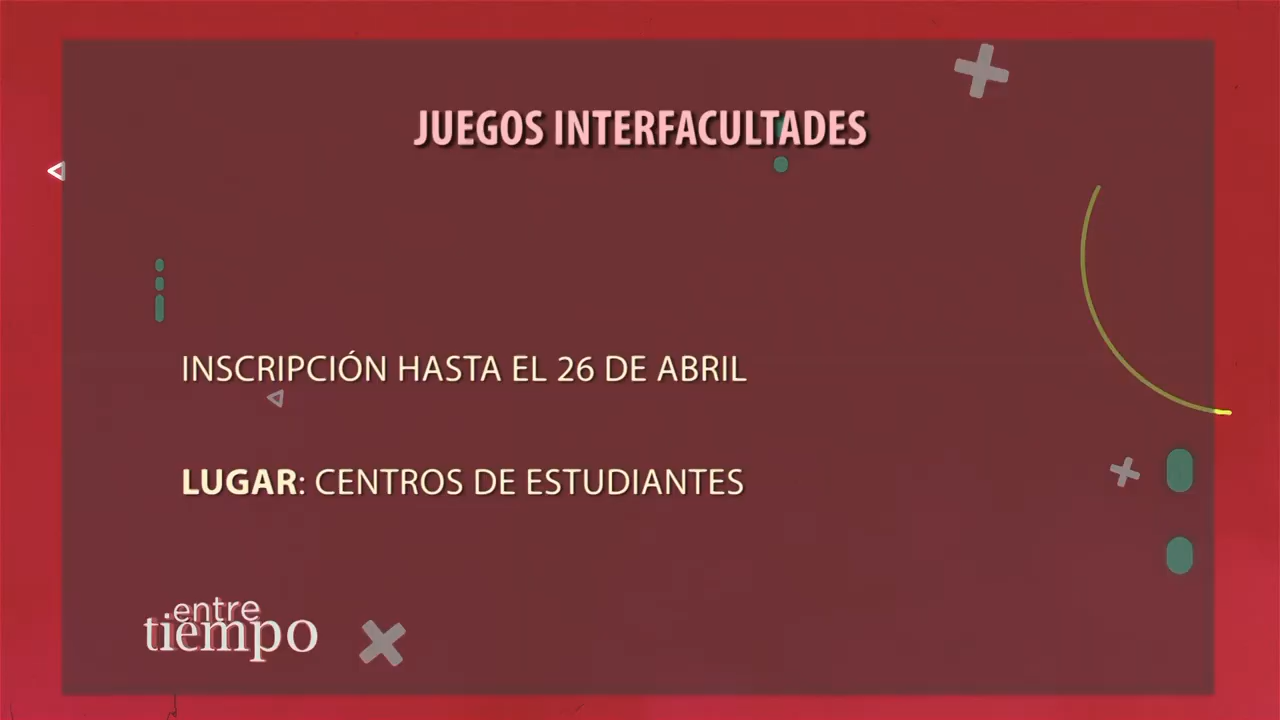 JUEGOS INTERFACULTADES
INSCRIPCIÓN HASTA EL 26 DE ABRIL
LUGAR: CENTROS DE ESTUDIANTES
entre
tiempo